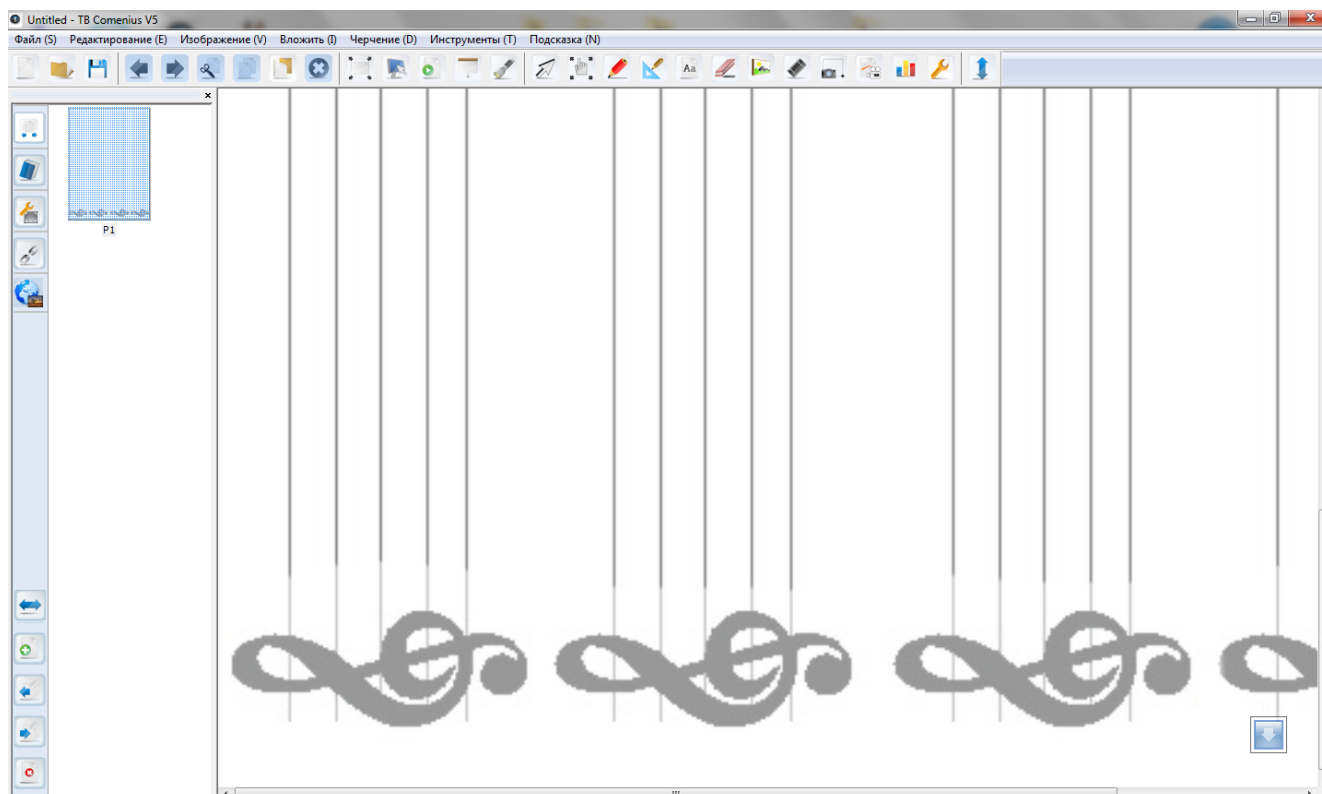 Untitled - TB Comenius V5
Файл (S) Редактирование (E) Изображение (V) Вложить (I) Черчение (D) Инструменты (T) Подсказка (N)
Aa
P1